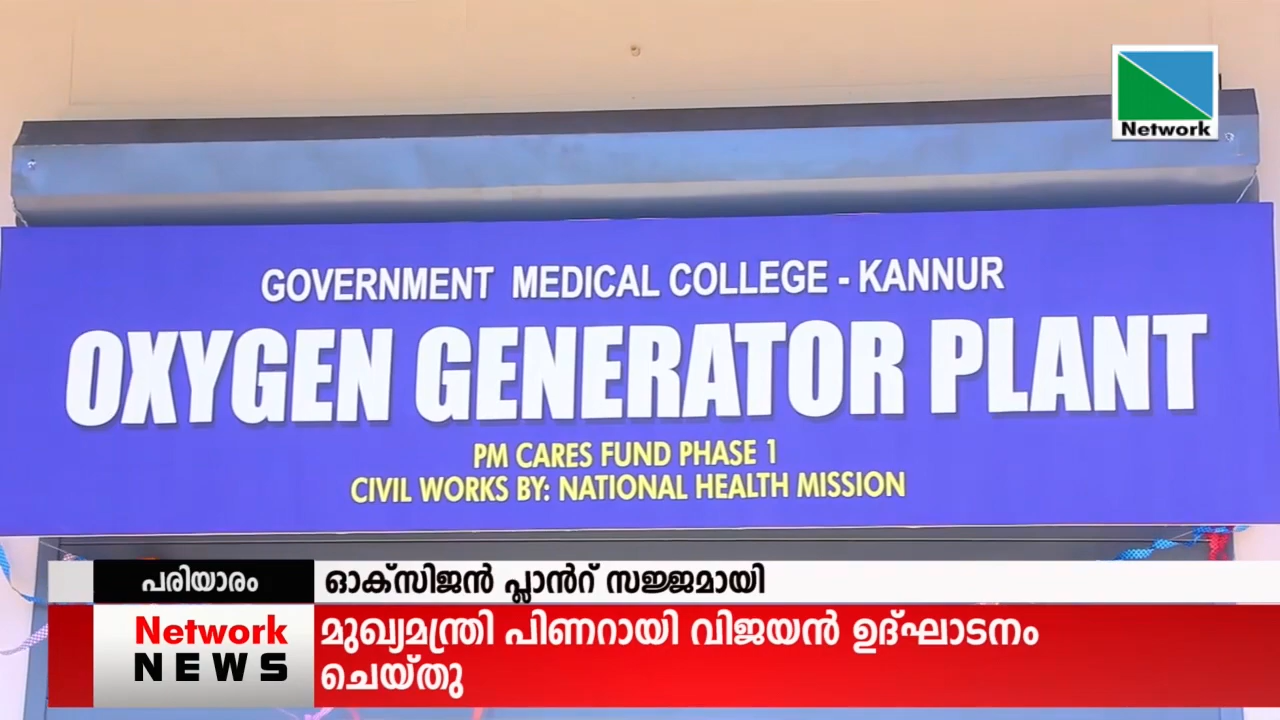 Network
GOVERNMENT MEDICAL COLLEGE - KANNUR
OXYGEN GENERATOR PLANT
PM CARES FUND PHASE 1
CIVIL WORKS BY: NATIONAL HEALTH MISSION
പരിയാരം
ഓക്സിജൻ പ്ലാൻറ് സജ്ജമായി
Network
NEWS
മുഖ്യമന്ത്രി പിണറായി വിജയൻ ഉദ്ഘാടനം
ചെയ്തു